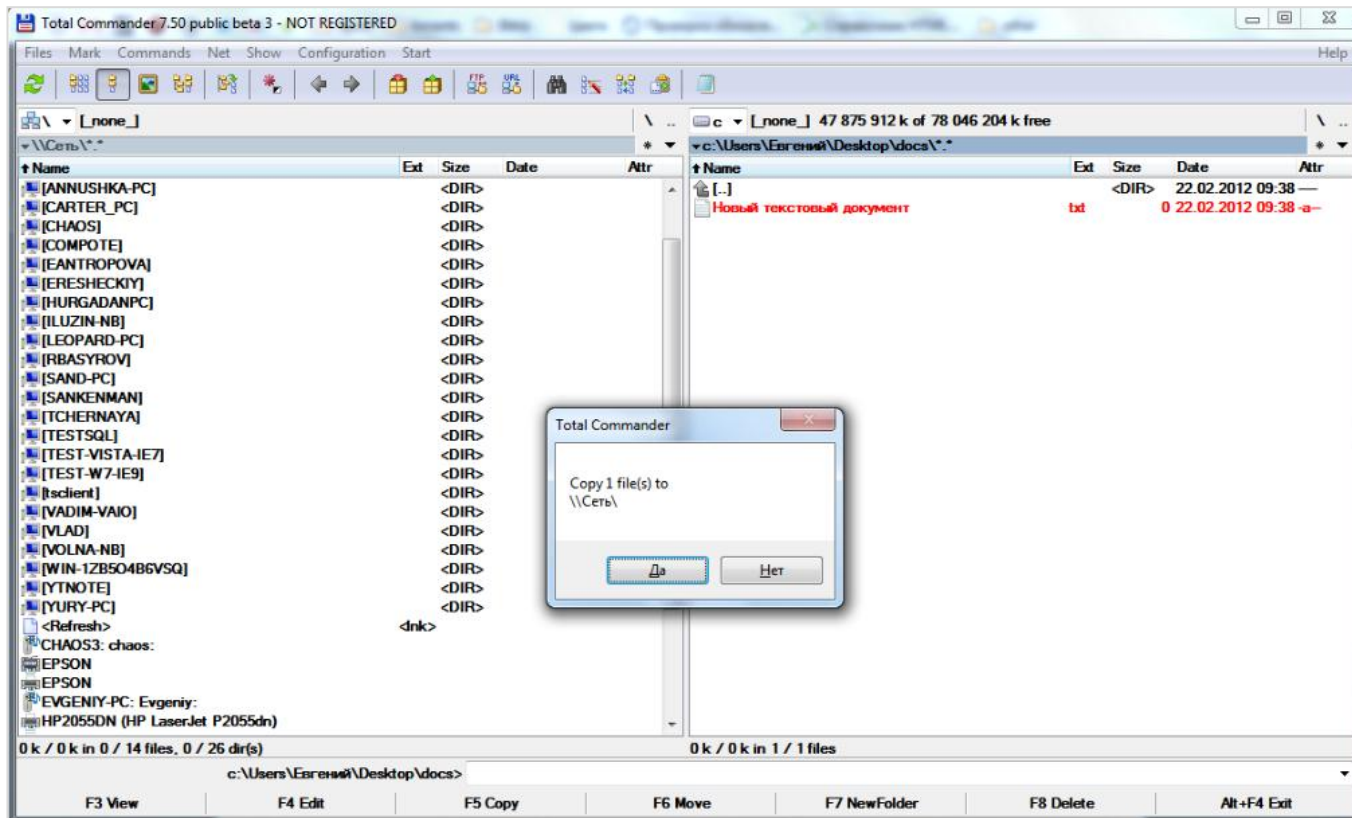 Total Commander 7.50 public beta 3 - NOT REGISTERED
Files Mark Commands Net Show Configuration Start Help
FTP URL
\ [_none_] \ .. c [_none_] 47 875 912 k of 78 046 204 k free \ ..
\\Сеть\*.* * c:\Users\Евгений\Desktop\docs\*.* *
Name Ext Size Date Attr Name Ext Size Date Attr
[ANNUSHKA-PC] <DIR> [..] <DIR> 22.02.2012 09:38 ----
[CARTER_PC] <DIR> Новый текстовый документ txt 0 22.02.2012 09:38 -a--
[CHAOS] <DIR>
[COMPOTE] <DIR>
[EANTROPOVA] <DIR>
[ERESHECKIY] <DIR>
[HURGADANPC] <DIR>
[ILUZIN-NB] <DIR>
[LEOPARD-PC] <DIR>
[RBASYROV] <DIR>
[SAND-PC] <DIR>
[SANKENMAN] <DIR>
[TCHERNAYA] <DIR>
[TESTSQL] <DIR>
[TEST-VISTA-IE7] <DIR>
[TEST-W7-IE9] <DIR>
[tsclient] <DIR>
[VADIM-VAIO] <DIR>
[VLAD] <DIR>
[VOLNA-NB] <DIR>
[WIN-1ZB5O4B6VSQ] <DIR>
[YTNOTE] <DIR>
[YURY-PC] <DIR>
<Refresh> <lnk>
CHAOS3: chaos:
EPSON
EPSON
EVGENIY-PC: Evgeniy:
HP2055DN (HP LaserJet P2055dn)
Total Commander
Copy 1 file(s) to
\\Сеть\
Да Нет
0 k / 0 k in 0 / 14 files, 0 / 26 dir(s) 0 k / 0 k in 1 / 1 files
c:\Users\Евгений\Desktop\docs>
F3 View F4 Edit F5 Copy F6 Move F7 NewFolder F8 Delete Alt+F4 Exit